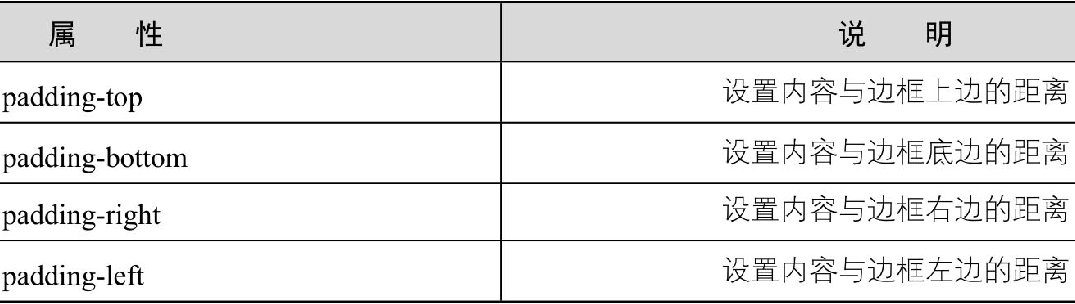 属 性 说 明
padding-top 设置内容与边框上边的距离
padding-bottom 设置内容与边框底边的距离
padding-right 设置内容与边框右边的距离
padding-left 设置内容与边框左边的距离